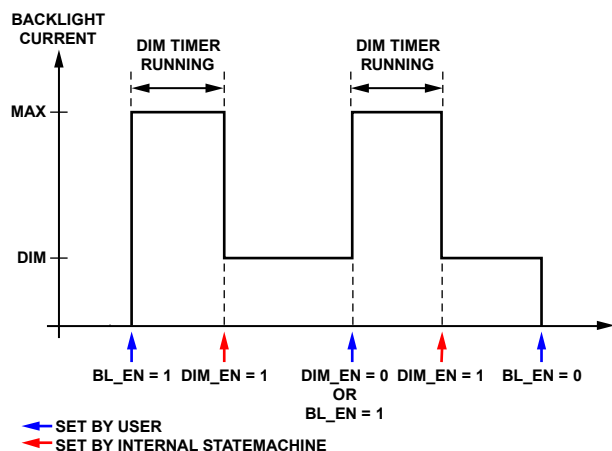 BACKLIGHT
CURRENT
DIM TIMER
RUNNING
DIM TIMER
RUNNING
MAX
DIM
BL_EN = 1
DIM_EN = 1
DIM_EN = 0
OR
BL_EN = 1
DIM_EN = 1
BL_EN = 0
SET BY USER
SET BY INTERNAL STATEMACHINE